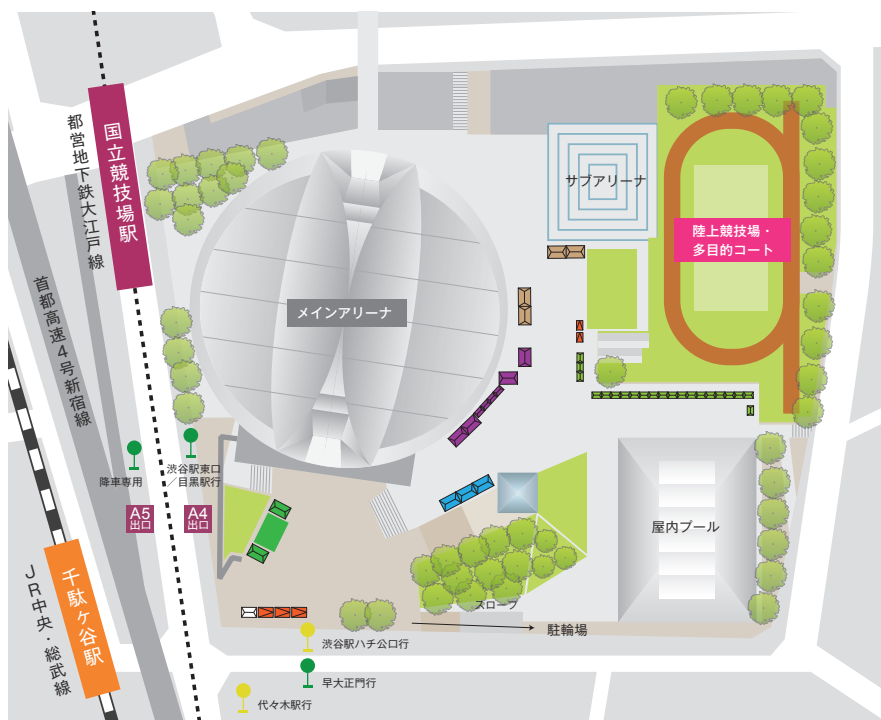 国立競技場駅
都営地下鉄大江戸線
首都高速4号新宿線
サブアリーナ
陸上競技場・
多目的コート
メインアリーナ
降車専用
渋谷駅東口
／目黒駅行
A5
出口
A4
出口
屋内プール
千駄ヶ谷駅
JR中央・総武線
スロープ
駐輪場
渋谷駅ハチ公口行
早大正門行
代々木駅行